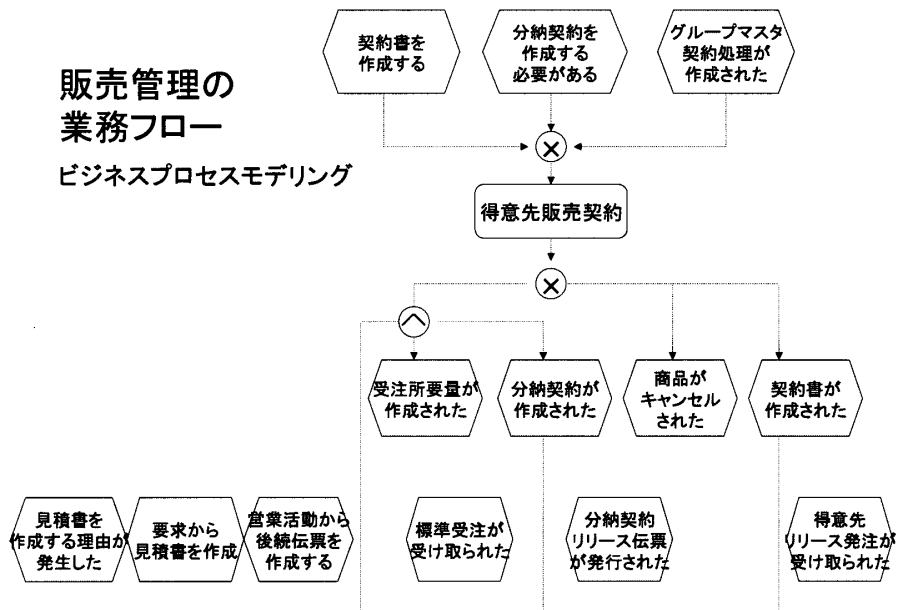 契約書を
作成する
分納契約を
作成する
必要がある
グループマスタ
契約処理が
作成された
販売管理の
業務フロー
ビジネスプロセスモデリング
得意先販売契約
受注所要量が
作成された
分納契約が
作成された
商品が
キャンセル
された
契約書が
作成された
見積書を
作成する理由が
発生した
要求から
見積書を作成
営業活動から
後続伝票を
作成する
標準受注が
受け取られた
分納契約
リリース伝票
が発行された
得意先
リリース発注が
受け取られた